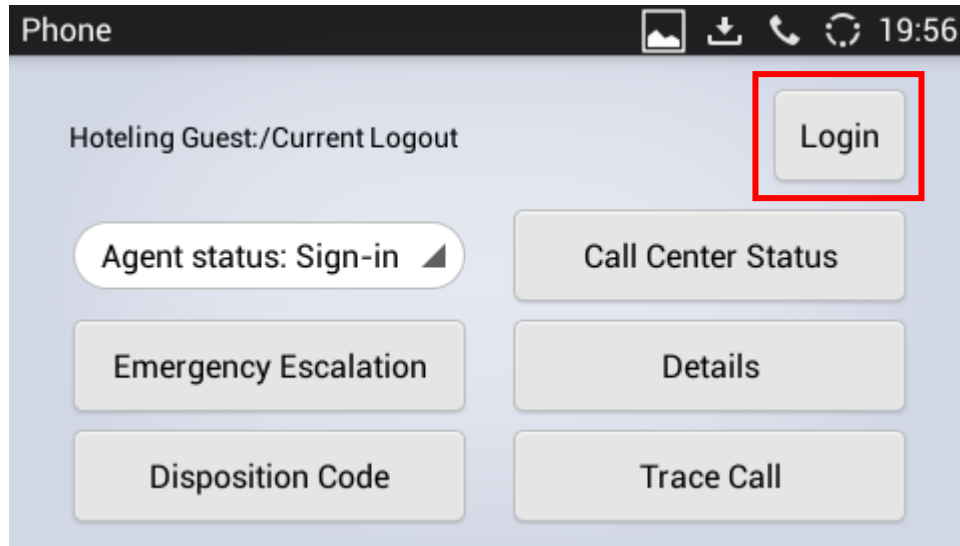 Phone 19:56
Hoteling Guest:/Current Logout Login
Agent status: Sign-in Call Center Status
Emergency Escalation Details
Disposition Code Trace Call